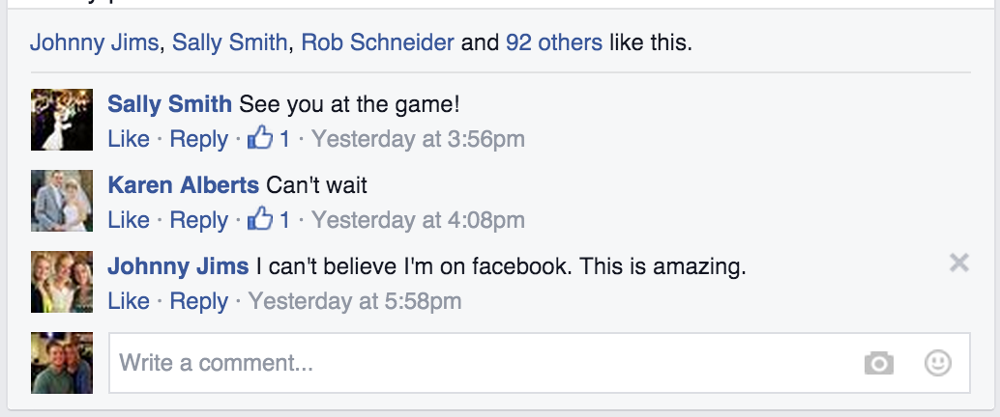 Johnny Jims, Sally Smith, Rob Schneider and 92 others like this.
Sally Smith See you at the game!
Like · Reply · 1 · Yesterday at 3:56pm
Karen Alberts Can't wait
Like · Reply · 1 · Yesterday at 4:08pm
Johnny Jims I can't believe I'm on facebook. This is amazing.
Like · Reply · Yesterday at 5:58pm
Write a comment...